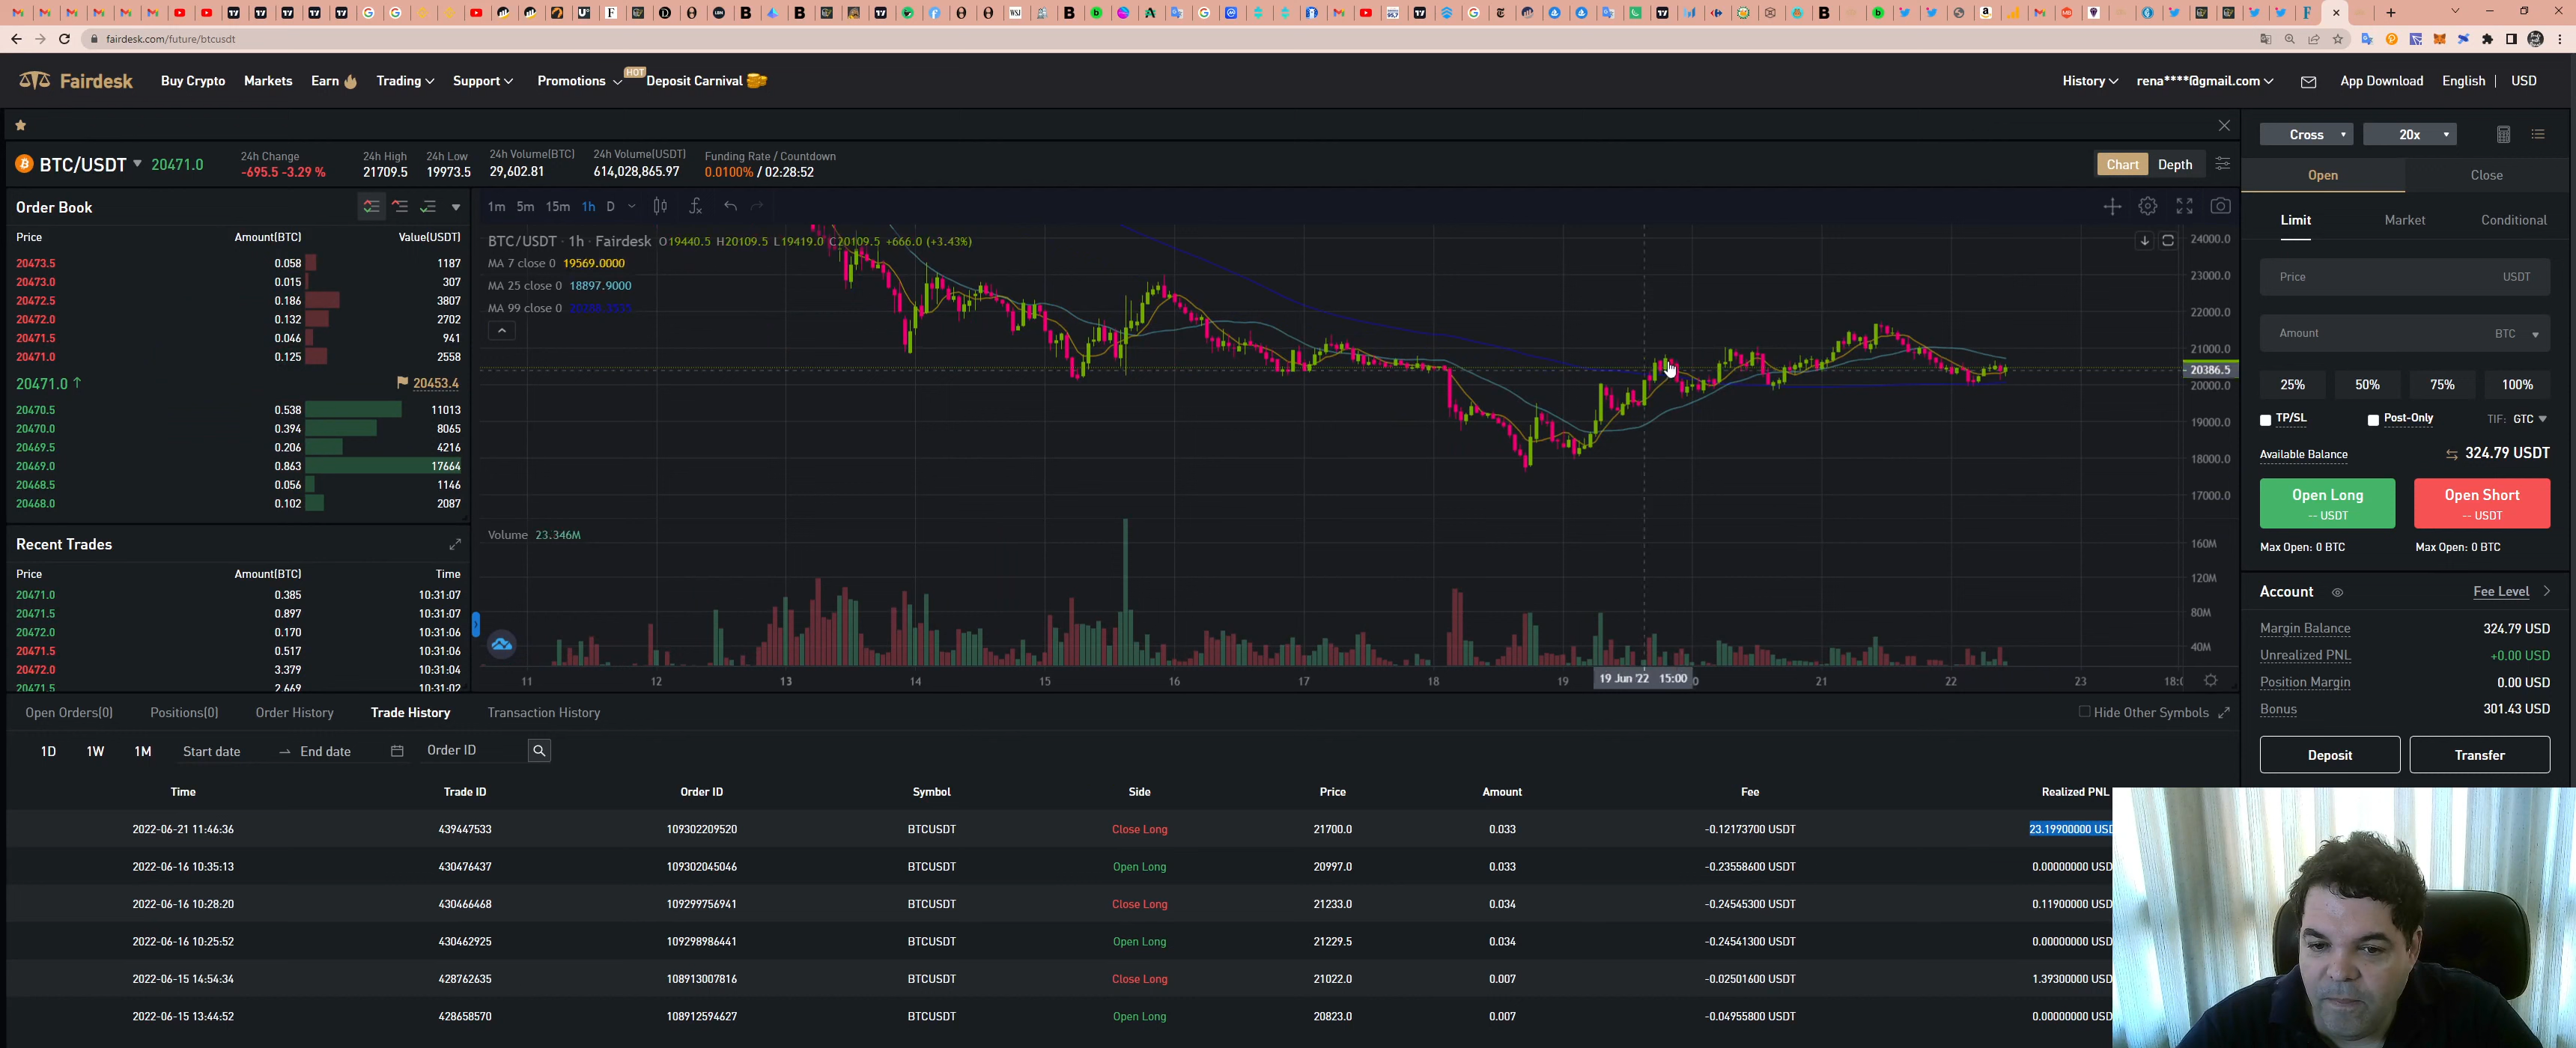 fairdesk.com/future/btcusdt
Fairdesk Buy Crypto Markets Earn Trading Support Promotions HOT Deposit Carnival History rena****@gmail.com App Download English | USD
BTC/USDT 20471.0
24h Change
-695.5 -3.29 %
24h High
21709.5
24h Low
19973.5
24h Volume(BTC)
29,602.81
24h Volume(USDT)
614,028,865.97
Funding Rate / Countdown
0.0100% / 02:28:52
Chart Depth
Order Book
Price Amount(BTC) Value(USDT)
20473.5 0.058 1187
20473.0 0.015 307
20472.5 0.186 3807
20472.0 0.132 2702
20471.5 0.046 941
20471.0 0.125 2558
20471.0 ↑ 20453.4
20470.5 0.538 11013
20470.0 0.394 8065
20469.5 0.206 4216
20469.0 0.863 17664
20468.5 0.056 1146
20468.0 0.102 2087
Recent Trades
Price Amount(BTC) Time
20471.0 0.385 10:31:07
20471.5 0.897 10:31:07
20472.0 0.170 10:31:06
20471.5 0.517 10:31:06
20472.0 3.379 10:31:04
20471.5 2.669 10:31:02
1m 5m 15m 1h D
BTC/USDT · 1h · Fairdesk O19440.5 H20109.5 L19419.0 C20109.5 +666.0 (+3.43%)
MA 7 close 0 19569.0000
MA 25 close 0 18897.9000
MA 99 close 0
24000.0
23000.0
22000.0
21000.0
20386.5
20000.0
19000.0
18000.0
17000.0
Volume 23.346M
160M
120M
80M
40M
11 12 13 14 15 16 17 18 19 19 Jun '22 15:00 0 21 22 23 18:0
Cross 20x
Open Close
Limit Market Conditional
Price USDT
Amount BTC
25% 50% 75% 100%
TP/SL Post-Only TIF: GTC
Available Balance 324.79 USDT
Open Long
-- USDT
Open Short
-- USDT
Max Open: 0 BTC Max Open: 0 BTC
Account Fee Level
Margin Balance 324.79 USD
Unrealized PNL +0.00 USD
Position Margin 0.00 USD
Bonus 301.43 USD
Deposit Transfer
Open Orders(0) Positions(0) Order History Trade History Transaction History Hide Other Symbols
1D 1W 1M Start date → End date Order ID
Time Trade ID Order ID Symbol Side Price Amount Fee Realized PNL
2022-06-21 11:46:36 439447533 109302209520 BTCUSDT Close Long 21700.0 0.033 -0.12173700 USDT 23.19900000 USD
2022-06-16 10:35:13 430476437 109302045046 BTCUSDT Open Long 20997.0 0.033 -0.23558600 USDT 0.00000000 USD
2022-06-16 10:28:20 430466468 109299756941 BTCUSDT Close Long 21233.0 0.034 -0.24545300 USDT 0.11900000 USD
2022-06-16 10:25:52 430462925 109298986441 BTCUSDT Open Long 21229.5 0.034 -0.24541300 USDT 0.00000000 USD
2022-06-15 14:54:34 428762635 108913007816 BTCUSDT Close Long 21022.0 0.007 -0.02501600 USDT 1.39300000 USD
2022-06-15 13:44:52 428658570 108912594627 BTCUSDT Open Long 20823.0 0.007 -0.04955800 USDT 0.00000000 USD